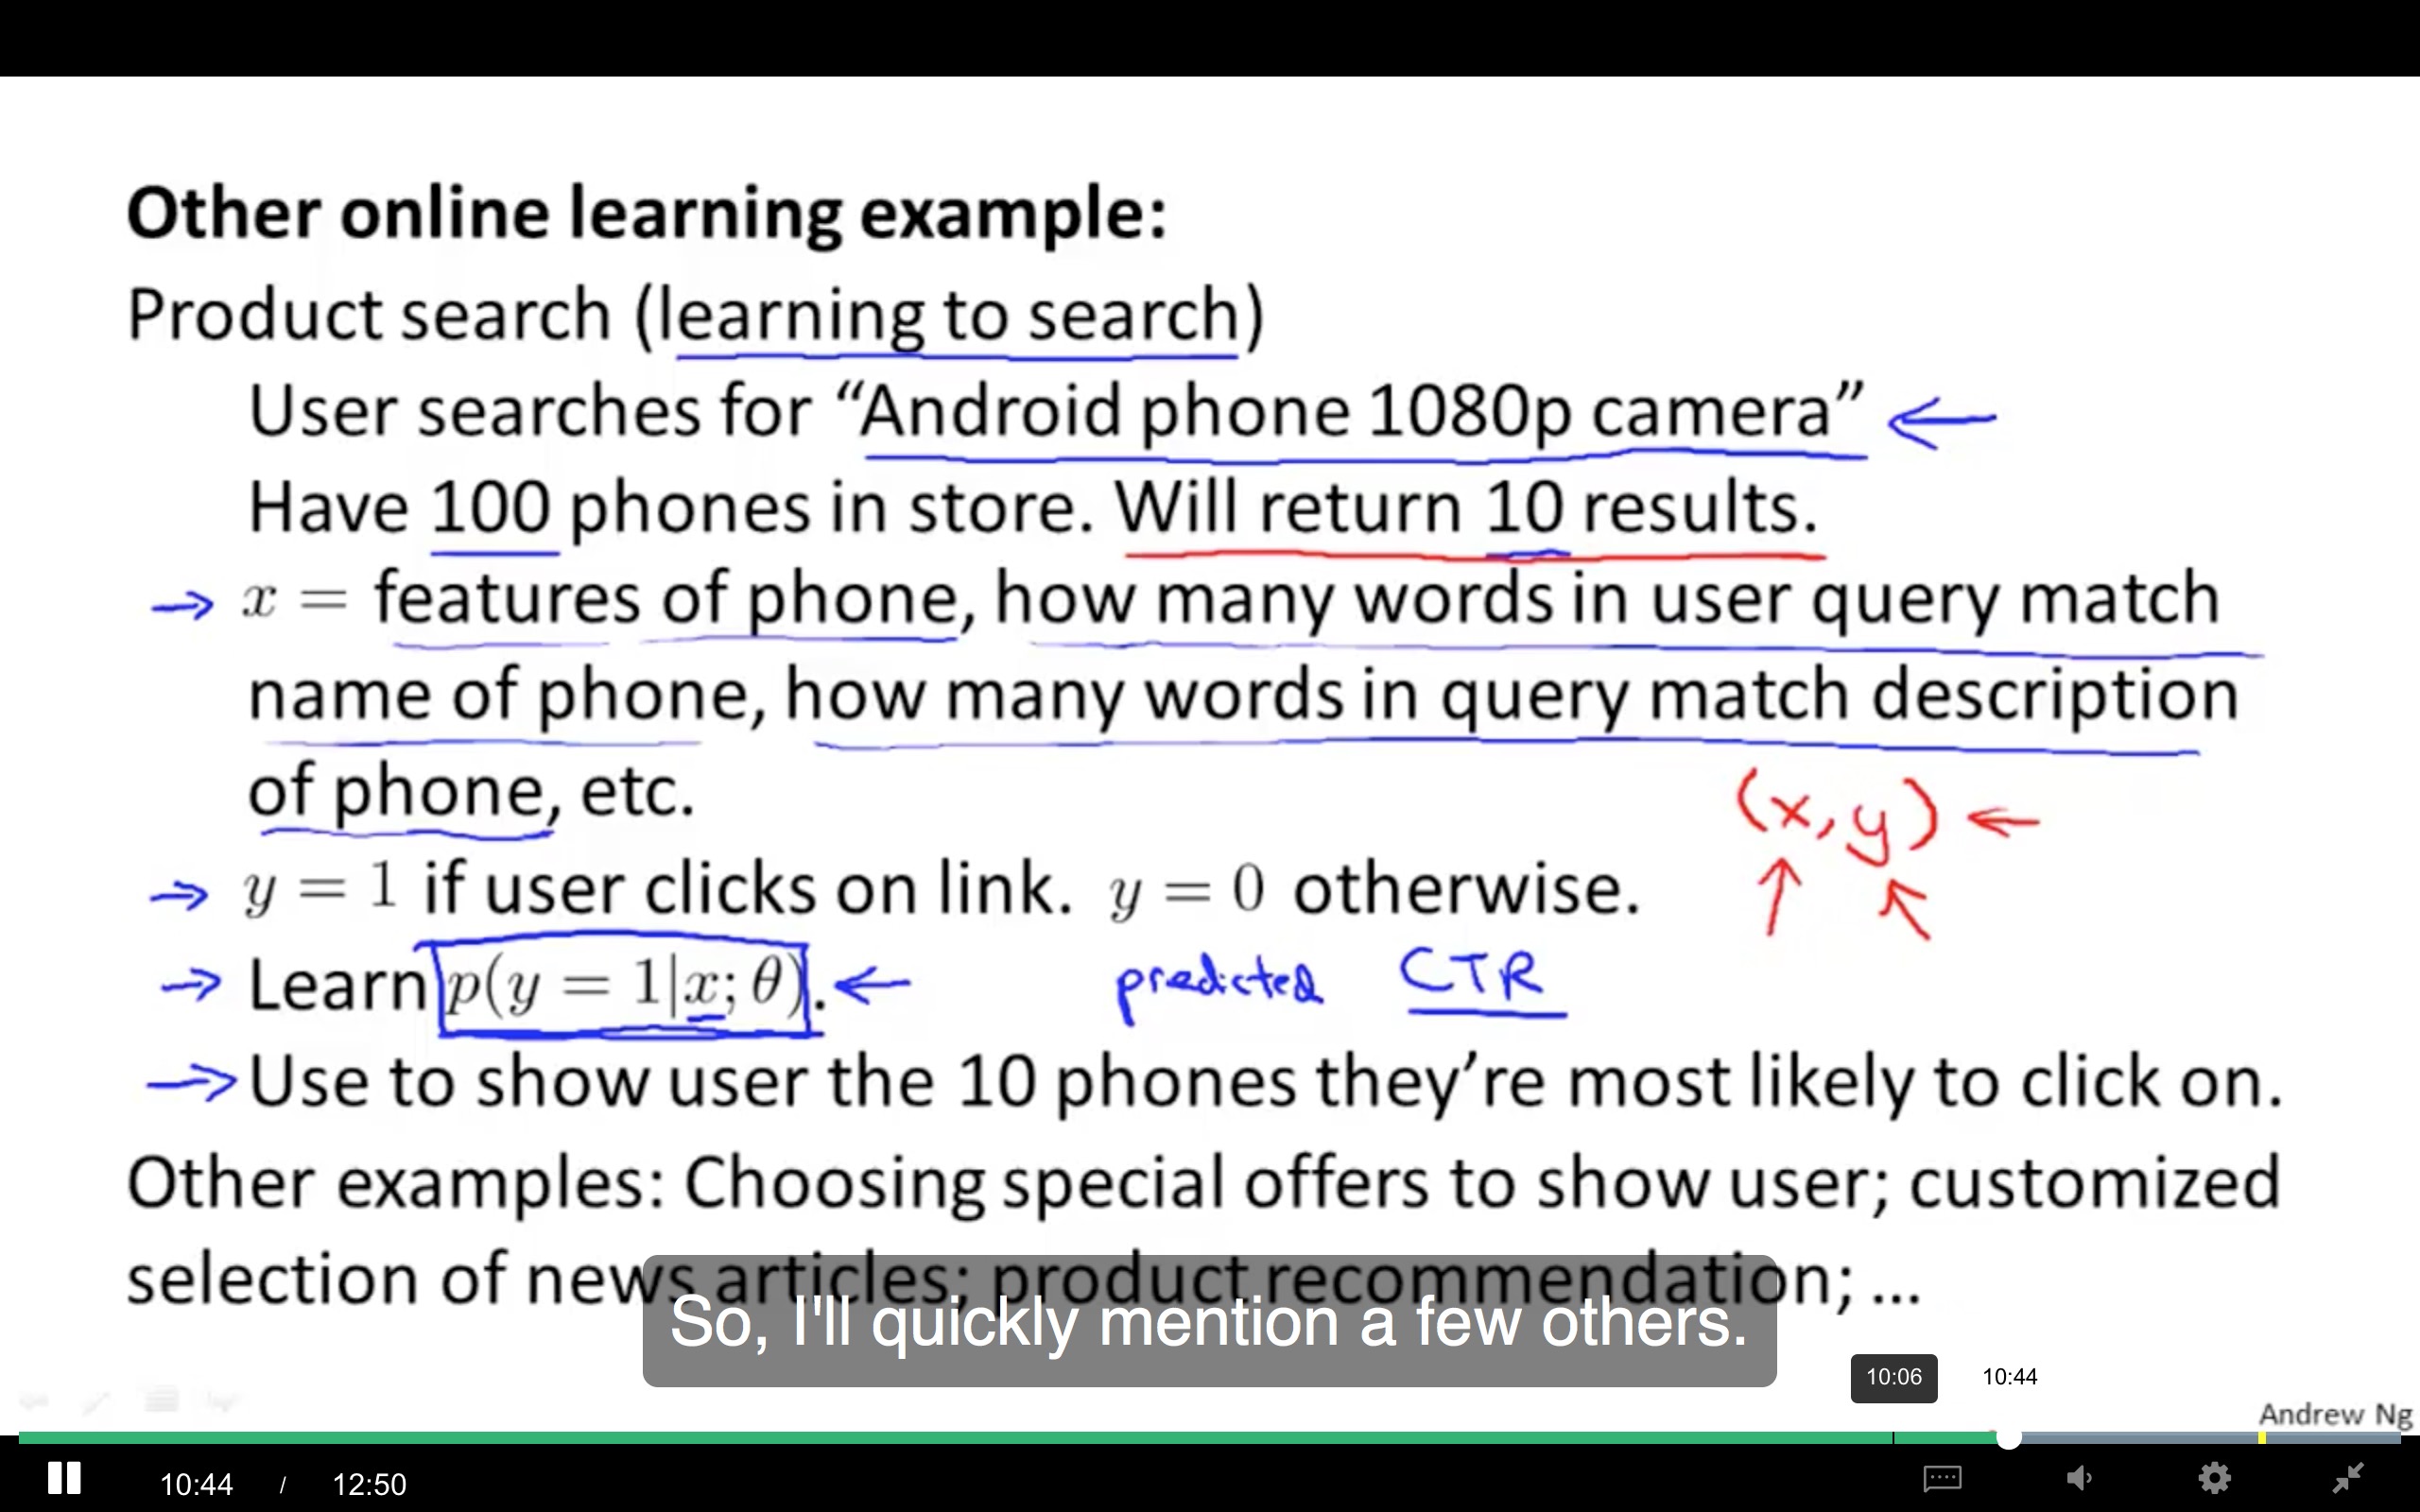 Other online learning example:
Product search (learning to search)
User searches for “Android phone 1080p camera”
Have 100 phones in store. Will return 10 results.
x = features of phone, how many words in user query match
name of phone, how many words in query match description
of phone, etc.
(x, y)
y = 1 if user clicks on link. y = 0 otherwise.
Learn p(y = 1|x; θ).
predicted CTR
Use to show user the 10 phones they’re most likely to click on.
Other examples: Choosing special offers to show user; customized
selection of news articles; product recommendation; ...
So, I'll quickly mention a few others.
10:06 10:44
Andrew Ng
10:44 / 12:50